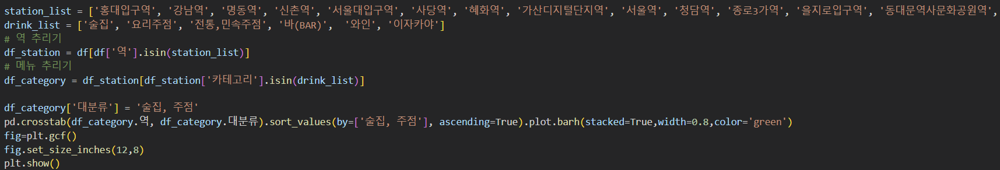 station_list = ['홍대입구역', '강남역', '명동역', '신촌역', '서울대입구역', '사당역', '혜화역', '가산디지털단지역', '서울역', '청담역', '종로3가역', '을지로입구역', '동대문역사문화공원역',
drink_list = ['술집', '요리주점', '전통,민속주점', '바(BAR)',  '와인', '이자카야']
# 역 추리기
df_station = df[df['역'].isin(station_list)]
# 메뉴 추리기
df_category = df_station[df_station['카테고리'].isin(drink_list)]
df_category['대분류'] = '술집, 주점'
pd.crosstab(df_category.역, df_category.대분류).sort_values(by=['술집, 주점'], ascending=True).plot.barh(stacked=True,width=0.8,color='green')
fig=plt.gcf()
fig.set_size_inches(12,8)
plt.show()